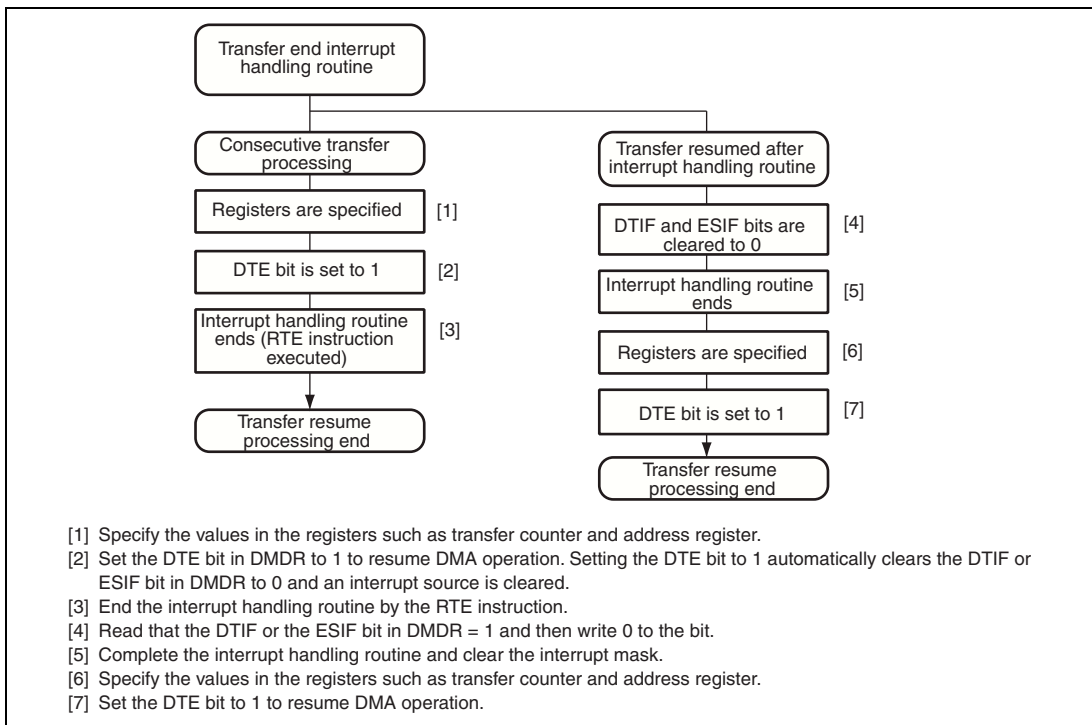 Transfer end interrupt
handling routine
Consecutive transfer
processing
Registers are specified
[1]
DTE bit is set to 1
[2]
Interrupt handling routine
ends (RTE instruction
executed)
[3]
Transfer resume
processing end
Transfer resumed after
interrupt handling routine
DTIF and ESIF bits are
cleared to 0
[4]
Interrupt handling routine
ends
[5]
Registers are specified
[6]
DTE bit is set to 1
[7]
Transfer resume
processing end
[1] Specify the values in the registers such as transfer counter and address register.
[2] Set the DTE bit in DMDR to 1 to resume DMA operation. Setting the DTE bit to 1 automatically clears the DTIF or
ESIF bit in DMDR to 0 and an interrupt source is cleared.
[3] End the interrupt handling routine by the RTE instruction.
[4] Read that the DTIF or the ESIF bit in DMDR = 1 and then write 0 to the bit.
[5] Complete the interrupt handling routine and clear the interrupt mask.
[6] Specify the values in the registers such as transfer counter and address register.
[7] Set the DTE bit to 1 to resume DMA operation.